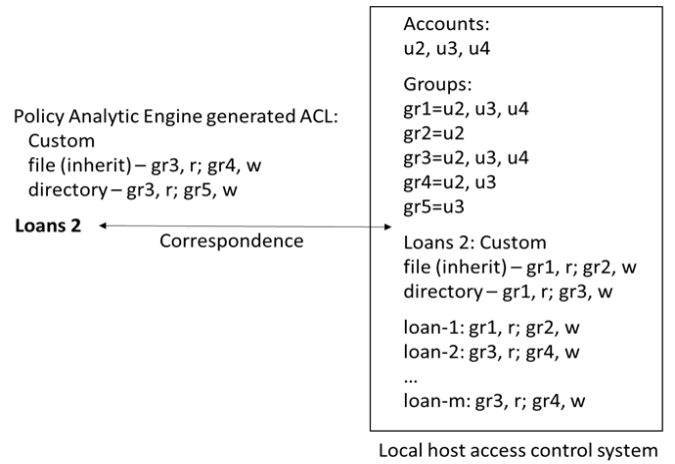 Policy Analytic Engine generated ACL:
Custom
file (inherit) – gr3, r; gr4, w
directory – gr3, r; gr5, w
Loans 2
Correspondence
Accounts:
u2, u3, u4
Groups:
gr1=u2, u3, u4
gr2=u2
gr3=u2, u3, u4
gr4=u2, u3
gr5=u3
Loans 2: Custom
file (inherit) – gr1, r; gr2, w
directory – gr1, r; gr3, w
loan-1: gr1, r; gr2, w
loan-2: gr3, r; gr4, w
...
loan-m: gr3, r; gr4, w
Local host access control system